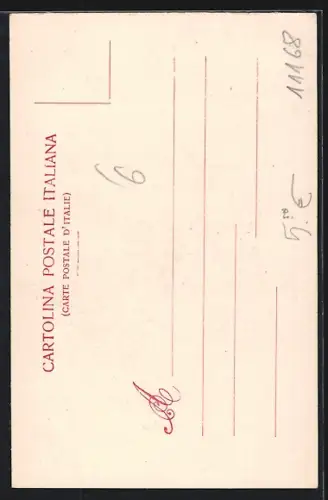 CARTOLINA POSTALE ITALIANA
(CARTE POSTALE D'ITALIE)
6
A
11168
5.- €